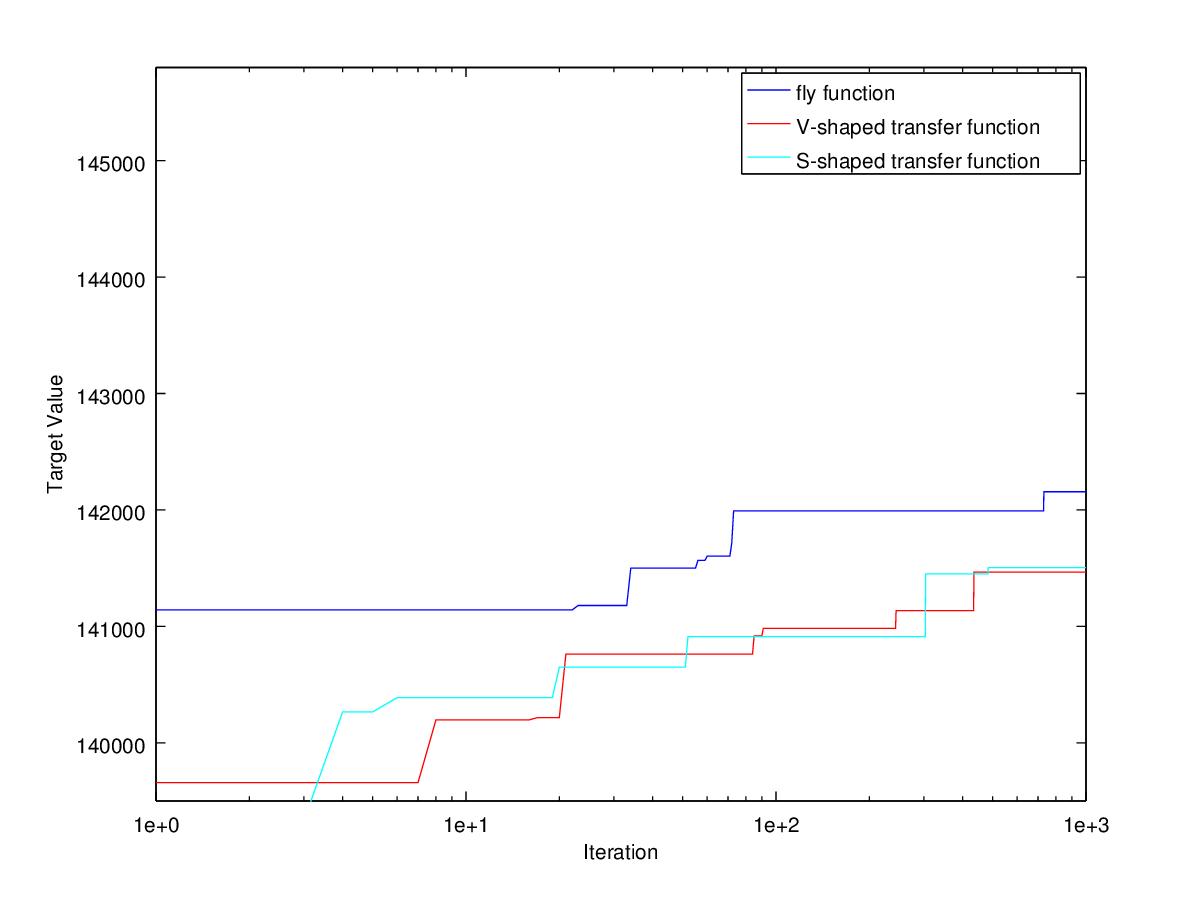 fly function
V-shaped transfer function
S-shaped transfer function
145000
144000
143000
142000
141000
140000
Target Value
1e+0 1e+1 1e+2 1e+3
Iteration